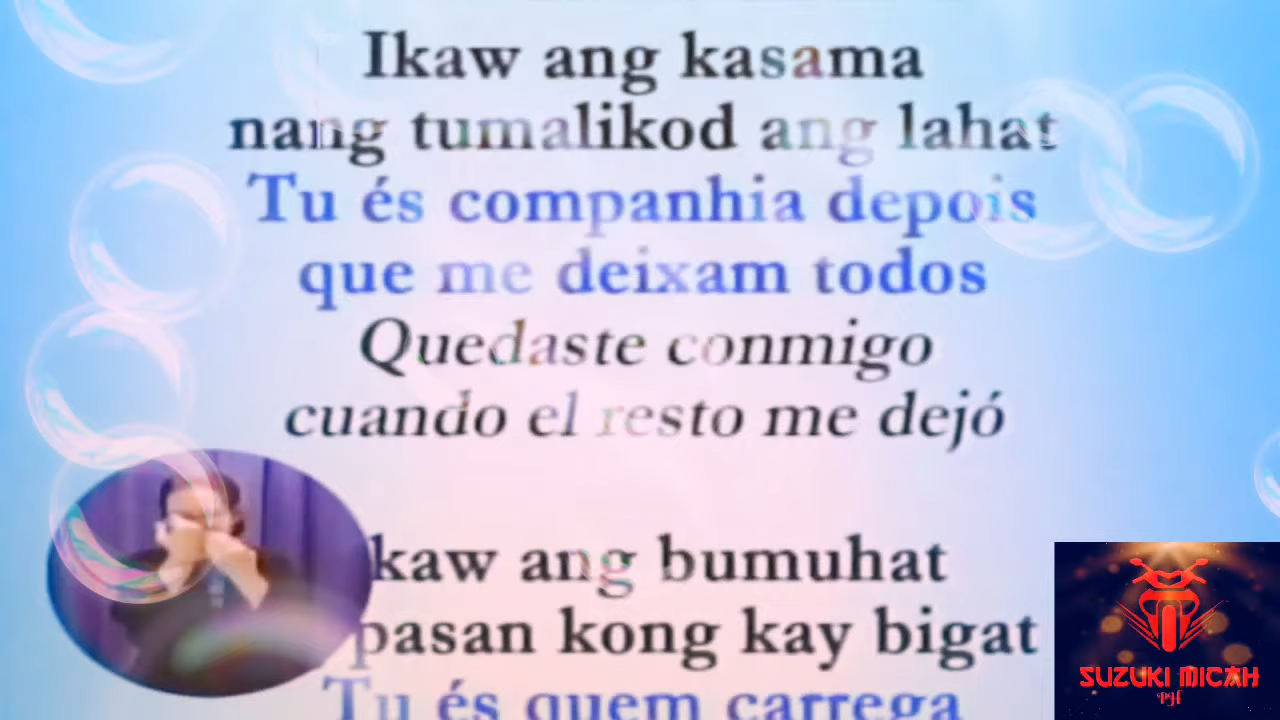 Ikaw ang kasama
nang tumalikod ang lahat
Tu és companhia depois
que me deixam todos
Quedaste conmigo
cuando el resto me dejó
kaw ang bumuhat
pasan kong kay bigat
Tu és quem carrega
SUZUKI MICAH